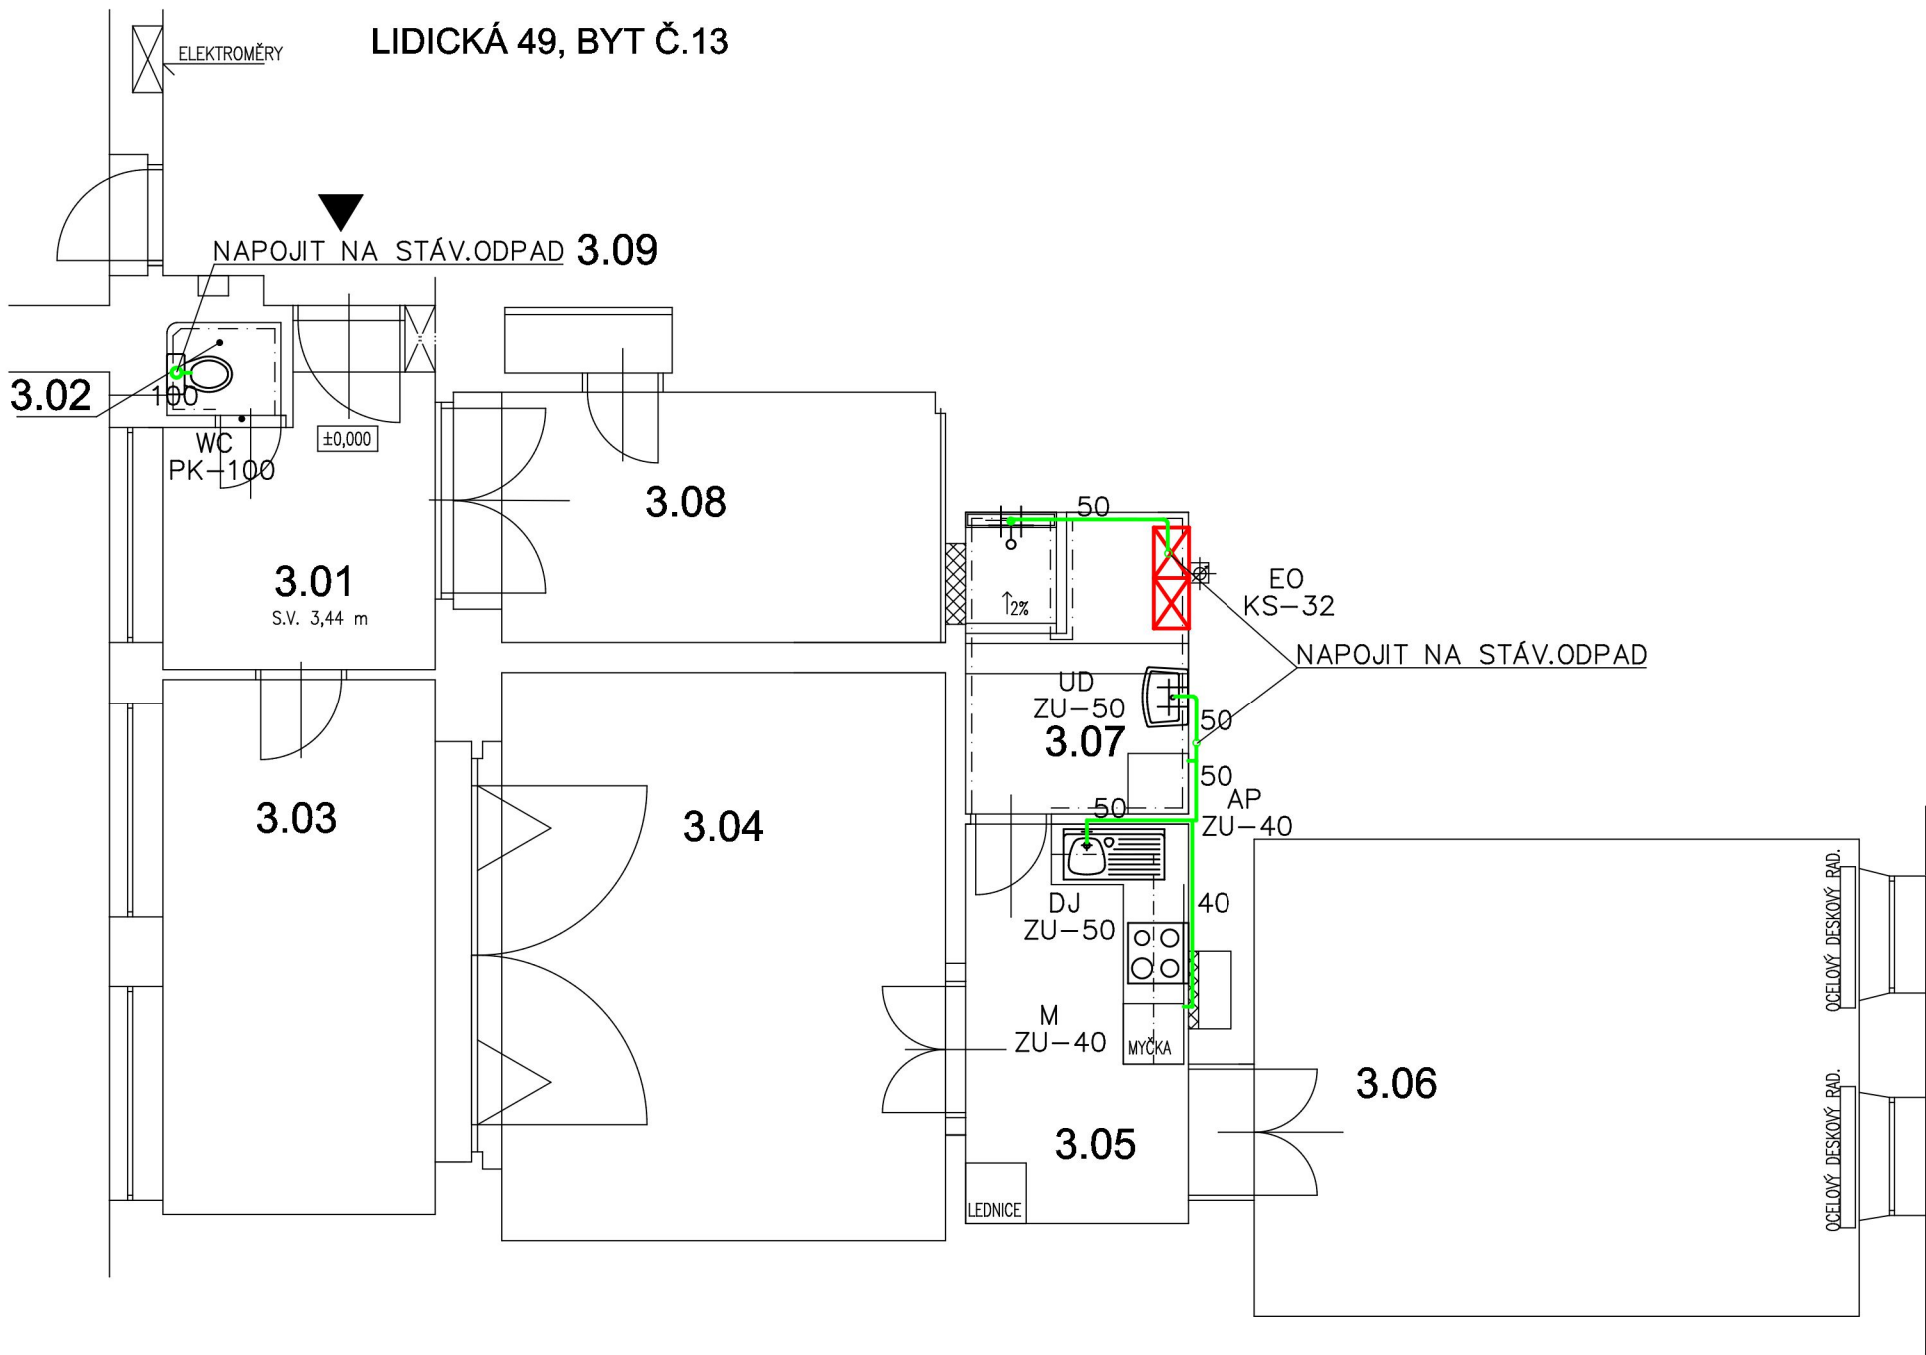 LIDICKÁ 49, BYT Č.13
ELEKTROMĚRY
NAPOJIT NA STÁV.ODPAD 3.09
3.02
100
WC
PK-100
±0,000
3.08
3.01
S.V. 3,44 m
50
2%
EO
KS-32
NAPOJIT NA STÁV.ODPAD
UD
ZU-50
3.07
50
50
50
AP
ZU-40
3.03
3.04
DJ
ZU-50
40
M
ZU-40
MYČKA
3.05
LEDNICE
3.06
OCELOVÝ DESKOVÝ RAD.
OCELOVÝ DESKOVÝ RAD.